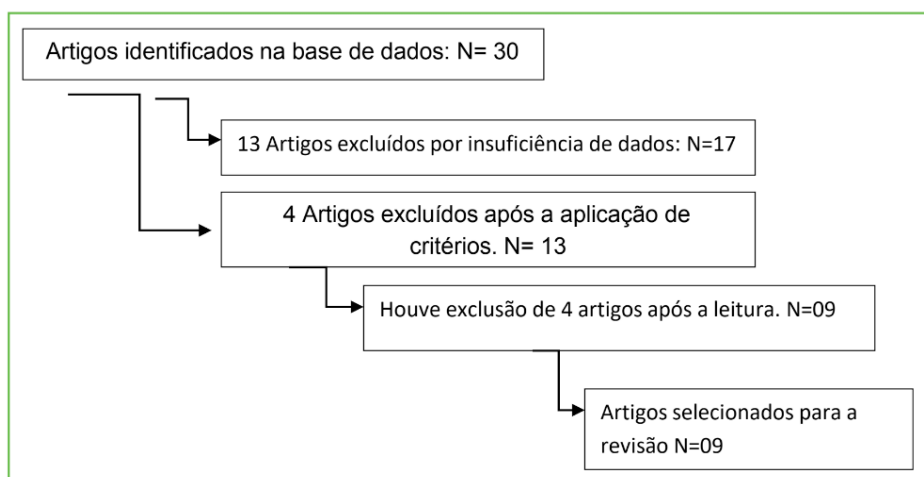 Artigos identificados na base de dados: N= 30
13 Artigos excluídos por insuficiência de dados: N=17
4 Artigos excluídos após a aplicação de
critérios. N= 13
Houve exclusão de 4 artigos após a leitura. N=09
Artigos selecionados para a
revisão N=09